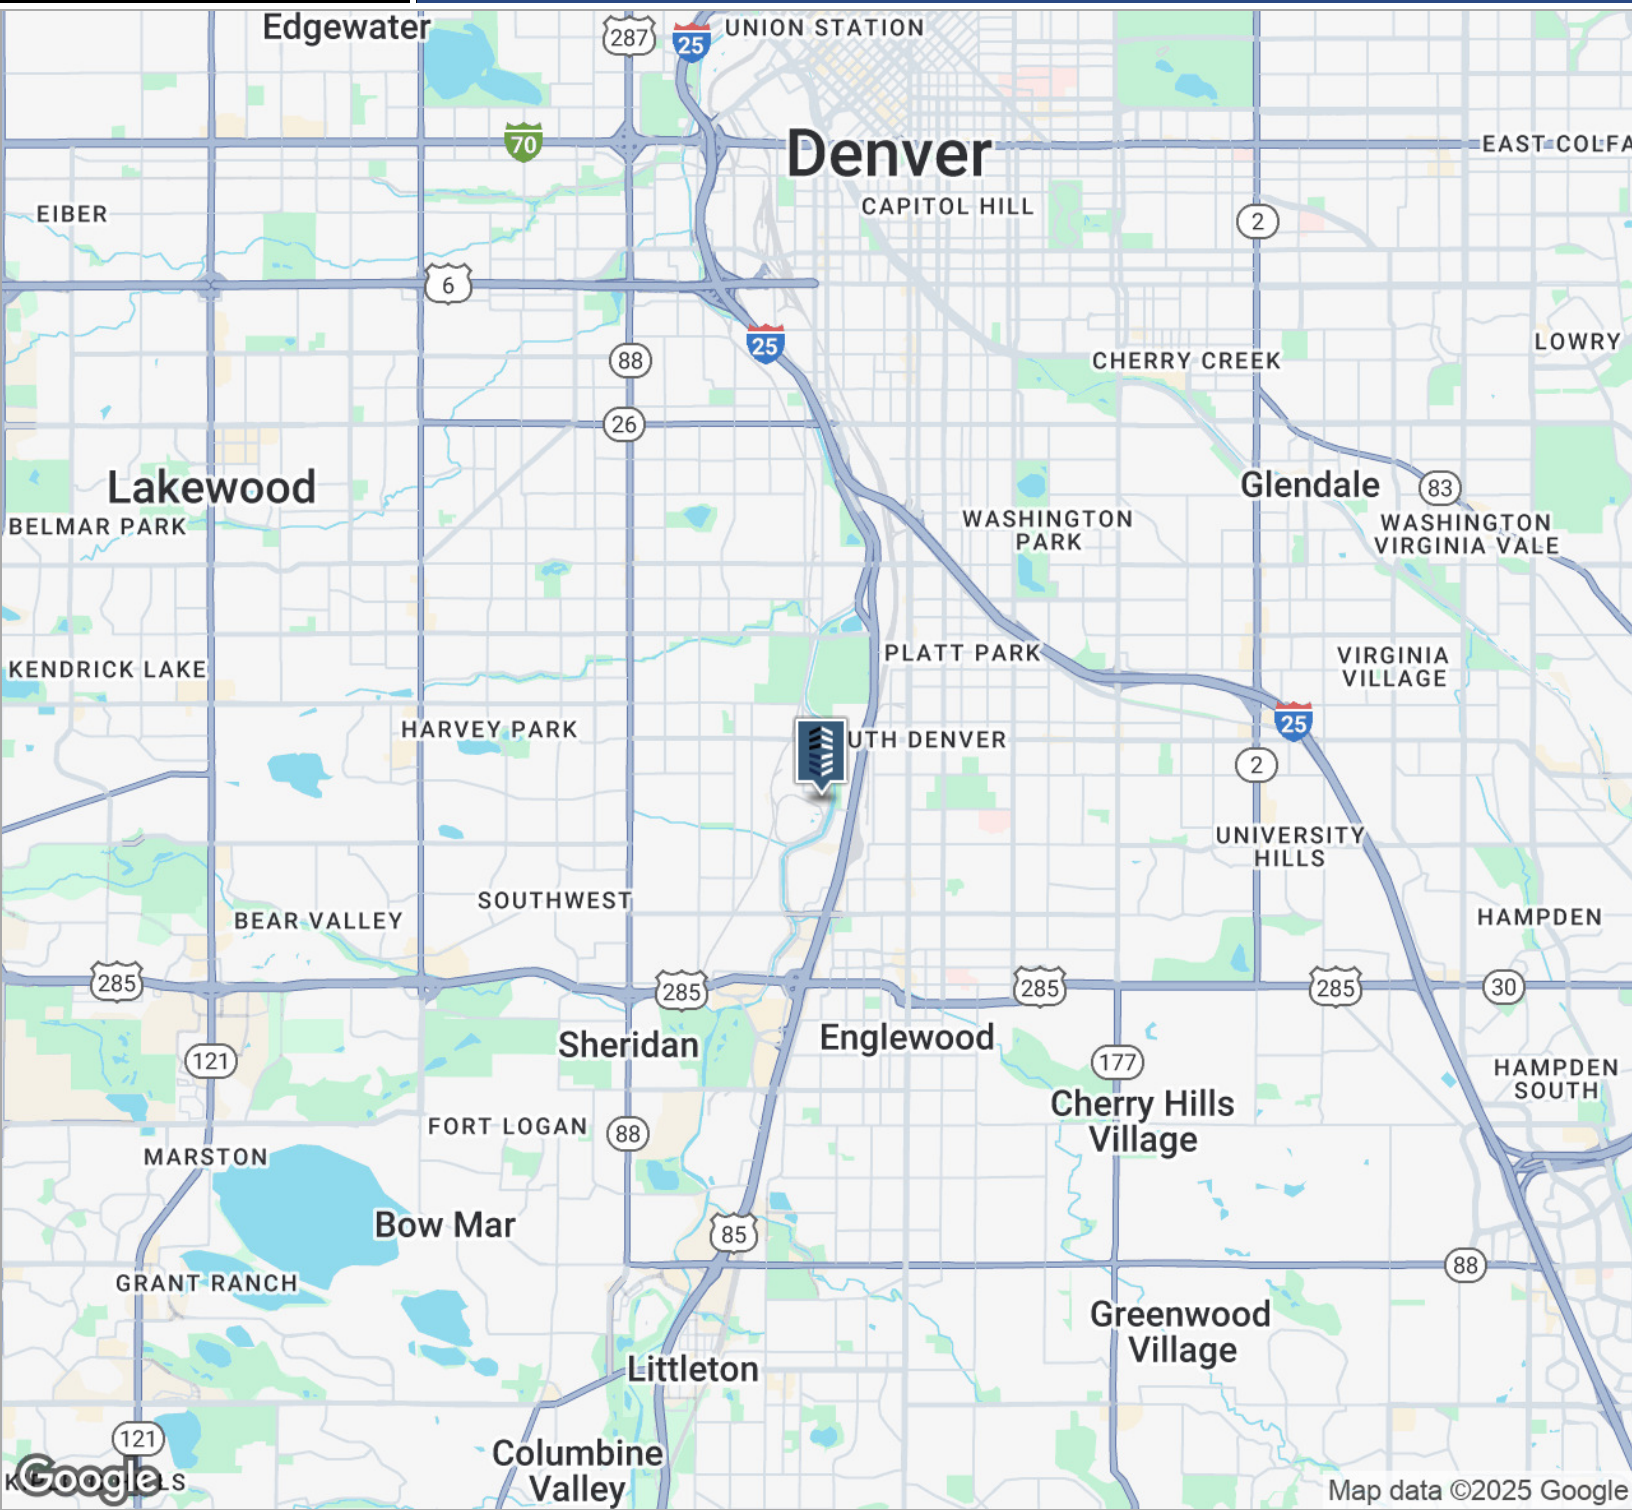 Edgewater
287
25
UNION STATION
70
Denver
EAST COLFA
CAPITOL HILL
EIBER
2
6
25
LOWRY
88
CHERRY CREEK
26
Lakewood
Glendale
83
BELMAR PARK
WASHINGTON
PARK
WASHINGTON
VIRGINIA VALE
KENDRICK LAKE
PLATT PARK
VIRGINIA
VILLAGE
HARVEY PARK
UTH DENVER
25
2
UNIVERSITY
HILLS
SOUTHWEST
BEAR VALLEY
HAMPDEN
285
285
285
285
30
Sheridan
Englewood
121
177
HAMPDEN
SOUTH
Cherry Hills
Village
FORT LOGAN
88
MARSTON
Bow Mar
85
88
GRANT RANCH
Greenwood
Village
Littleton
121
Columbine
Valley
Google
Map data ©2025 Google